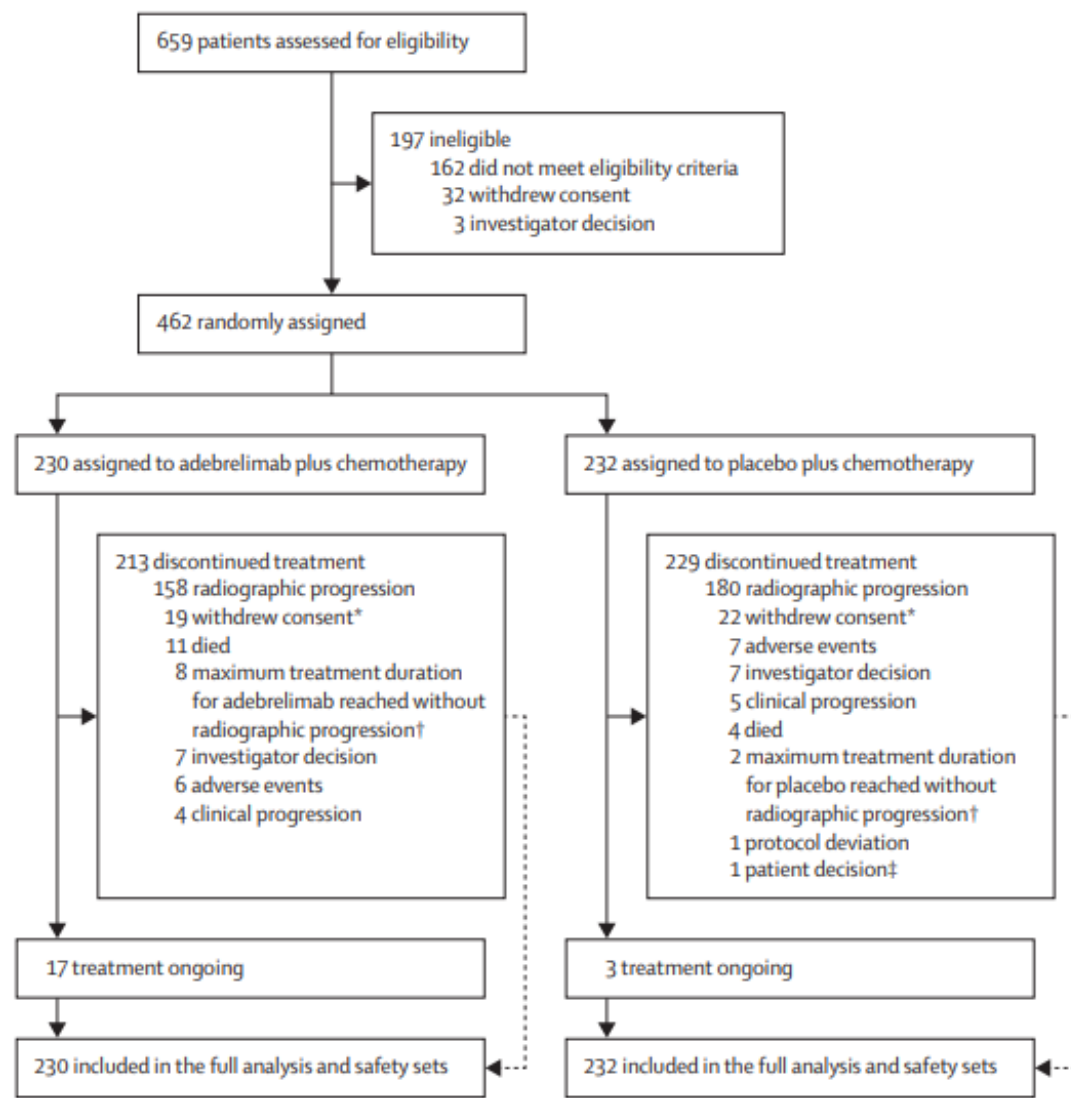 659 patients assessed for eligibility
197 ineligible
162 did not meet eligibility criteria
32 withdrew consent
3 investigator decision
462 randomly assigned
230 assigned to adebrelimab plus chemotherapy
232 assigned to placebo plus chemotherapy
213 discontinued treatment
158 radiographic progression
19 withdrew consent*
11 died
8 maximum treatment duration
for adebrelimab reached without
radiographic progression†
7 investigator decision
6 adverse events
4 clinical progression
229 discontinued treatment
180 radiographic progression
22 withdrew consent*
7 adverse events
7 investigator decision
5 clinical progression
4 died
2 maximum treatment duration
for placebo reached without
radiographic progression†
1 protocol deviation
1 patient decision‡
17 treatment ongoing
3 treatment ongoing
230 included in the full analysis and safety sets
232 included in the full analysis and safety sets